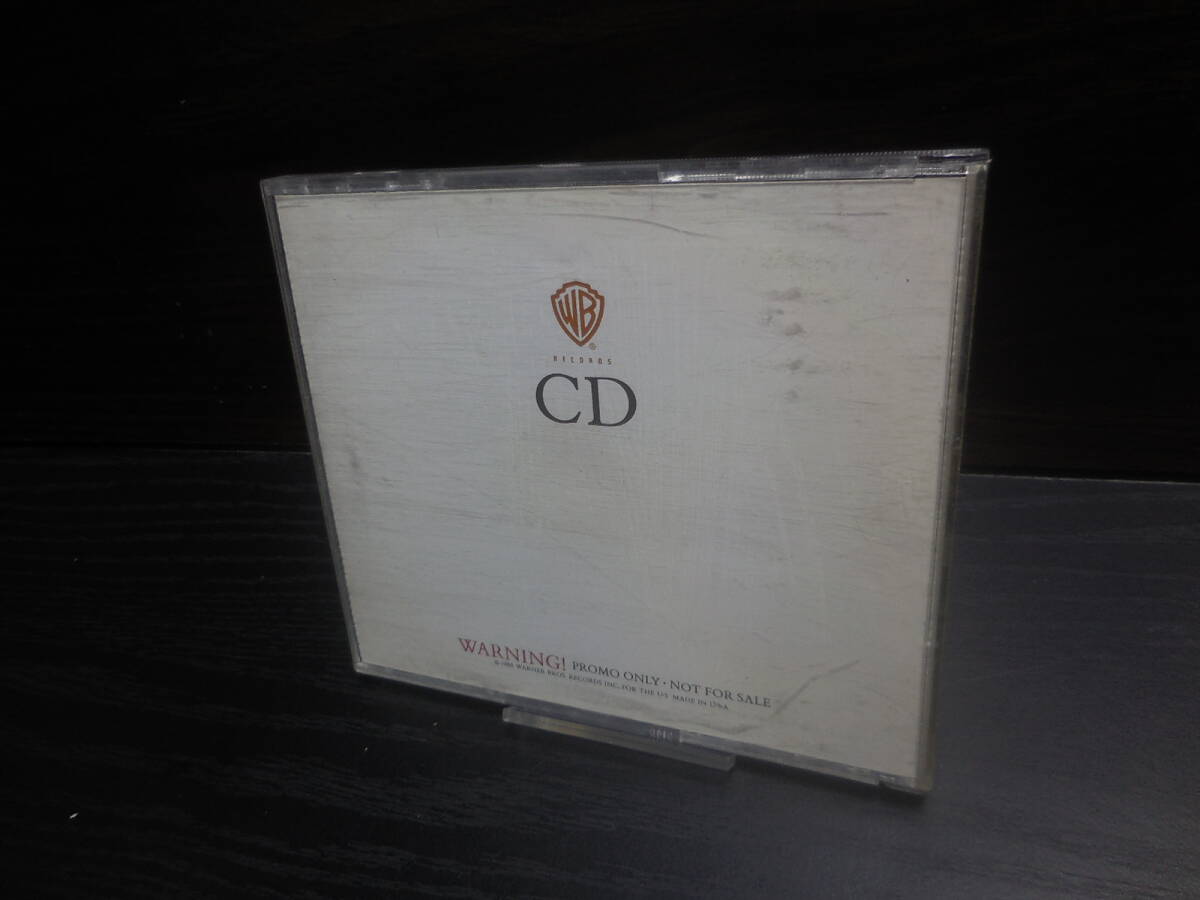 WB
®
RECORDS
CD
WARNING! PROMO ONLY • NOT FOR SALE
WARNER BROS. RECORDS INC. FOR THE U.S. MADE IN U.S.A.